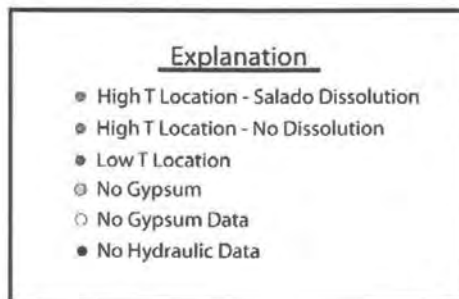 Explanation
High T Location - Salado Dissolution
High T Location - No Dissolution
Low T Location
No Gypsum
No Gypsum Data
No Hydraulic Data